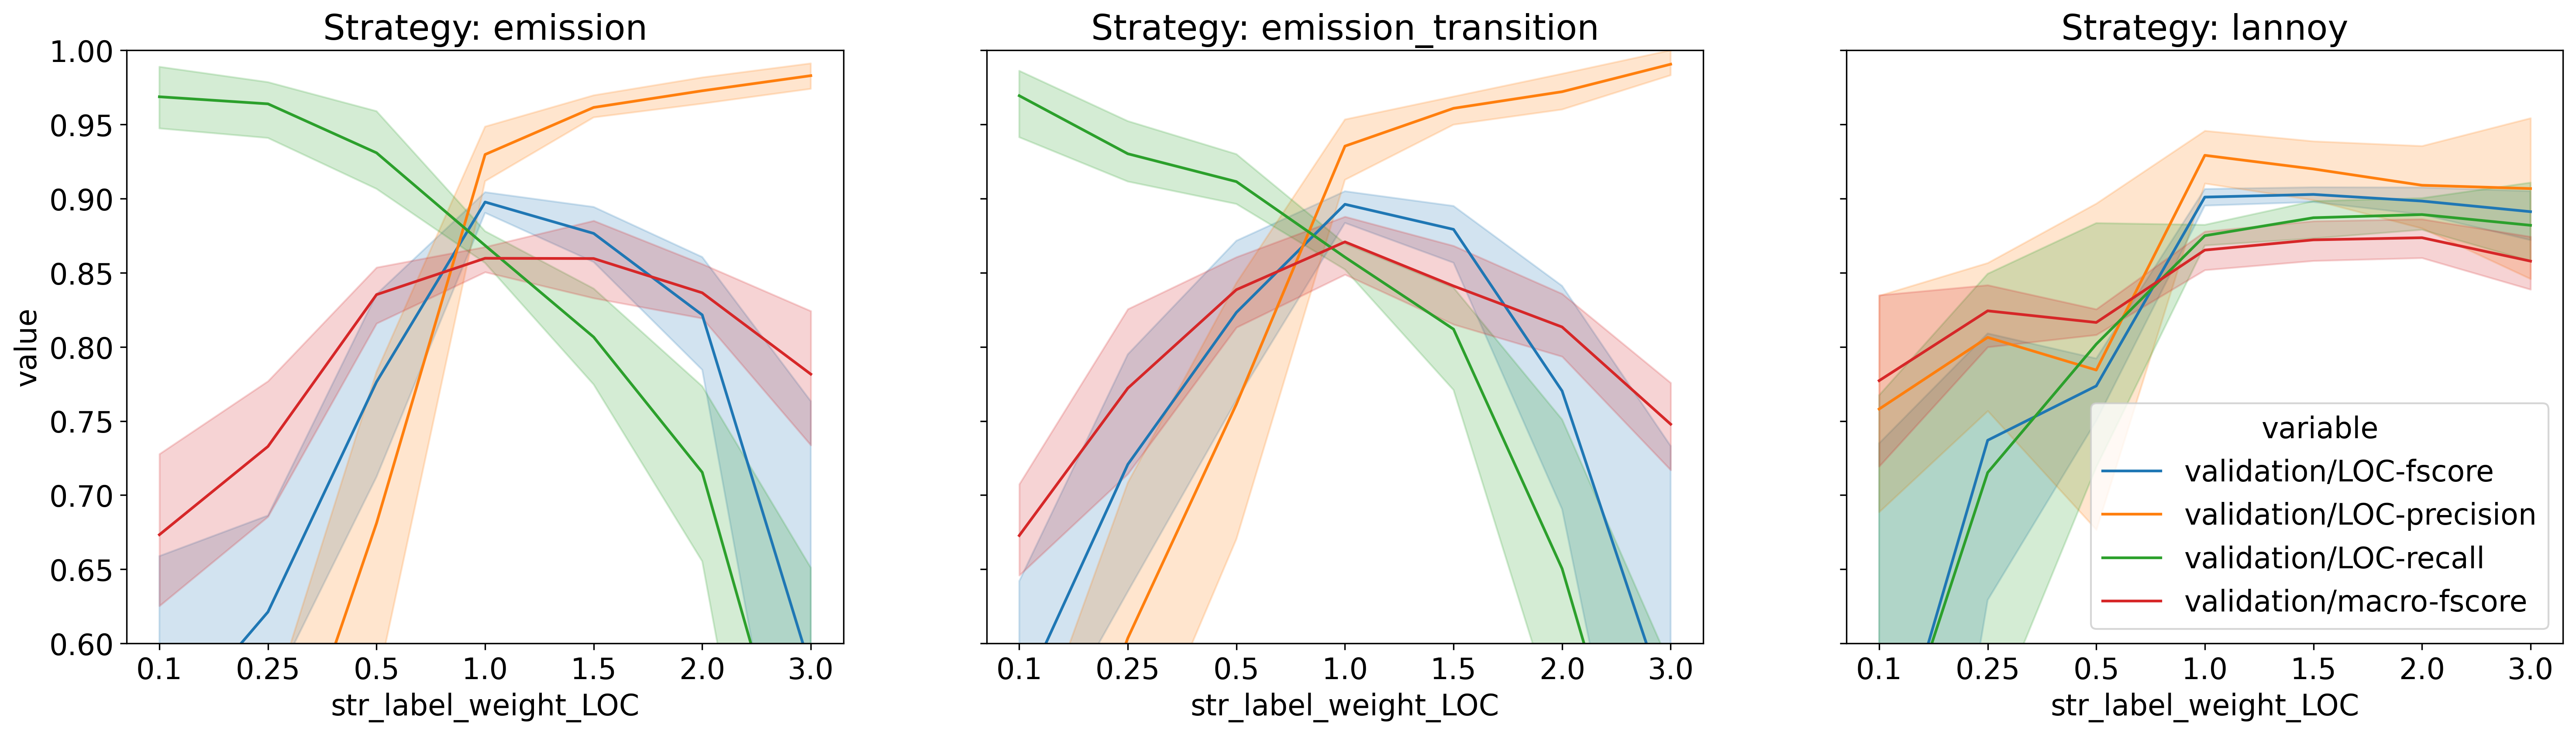 Strategy: emission
Strategy: emission_transition
Strategy: lannoy
value
1.00
0.95
0.90
0.85
0.80
0.75
0.70
0.65
0.60
0.1 0.25 0.5 1.0 1.5 2.0 3.0
str_label_weight_LOC
0.1 0.25 0.5 1.0 1.5 2.0 3.0
str_label_weight_LOC
variable
validation/LOC-fscore
validation/LOC-precision
validation/LOC-recall
validation/macro-fscore
0.1 0.25 0.5 1.0 1.5 2.0 3.0
str_label_weight_LOC